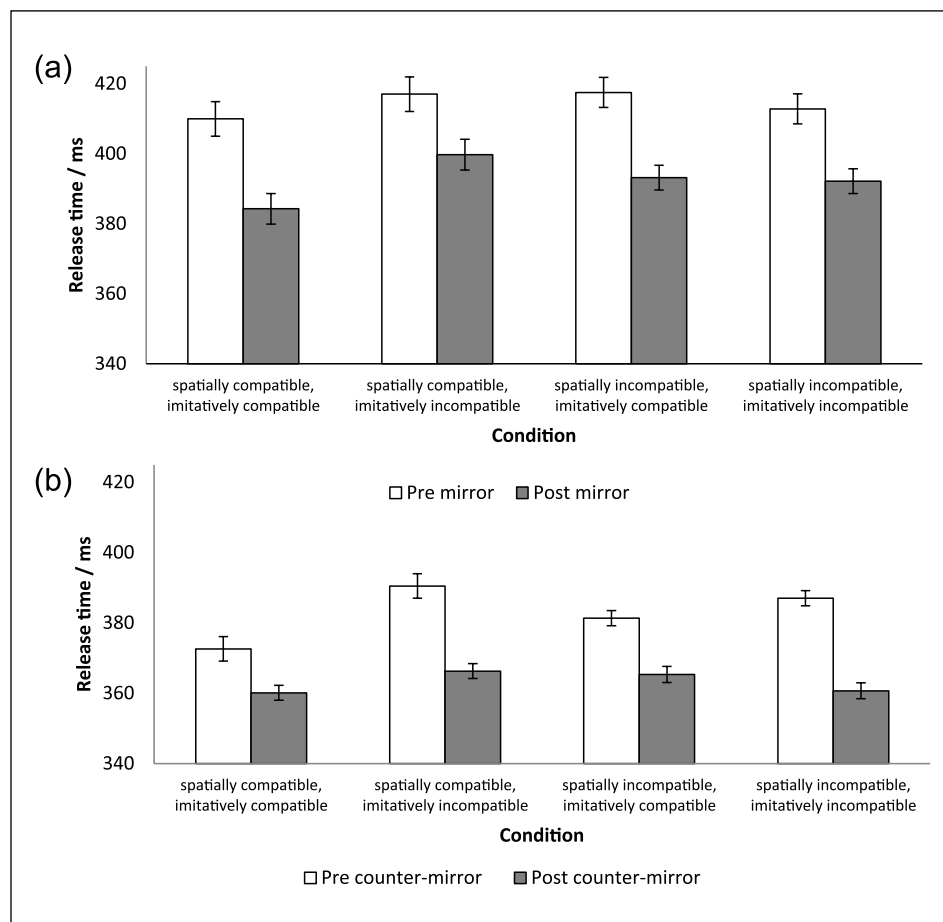 (a)
420
400
380
360
340
Release time / ms
spatially compatible, imitatively compatible
spatially compatible, imitatively incompatible
spatially incompatible, imitatively compatible
spatially incompatible, imitatively incompatible
Condition
Pre mirror
Post mirror
(b)
420
400
380
360
340
Release time / ms
spatially compatible, imitatively compatible
spatially compatible, imitatively incompatible
spatially incompatible, imitatively compatible
spatially incompatible, imitatively incompatible
Condition
Pre counter-mirror
Post counter-mirror